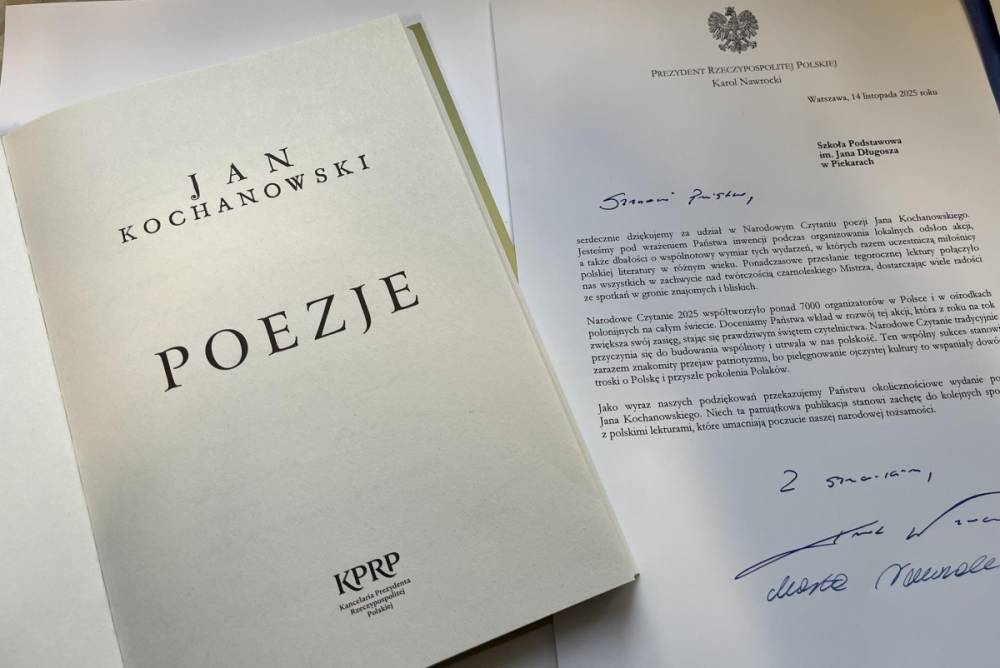 JAN
KOCHANOWSKI
POEZJE
KPRP
Kancelaria Prezydenta
Rzeczypospolitej
Polskiej
PREZYDENT RZECZYPOSPOLITEJ POLSKIEJ
Karol Nawrocki
Warszawa, 14 listopada 2025 roku
Szkoła Podstawowa
im. Jana Długosza
w Piekarach
Szanowni Państwo,
serdecznie dziękujemy za udział w Narodowym Czytaniu poezji Jana Kochanowskiego.
Jesteśmy pod wrażeniem Państwa inwencji podczas organizowania lokalnych odsłon akcji,
a także dbałości o wspólnotowy wymiar tych wydarzeń, w których razem uczestniczą miłośnicy
polskiej literatury w różnym wieku. Ponadczasowe przesłanie tegorocznej lektury połączyło
nas wszystkich w zachwycie nad twórczością czarnoleskiego Mistrza, dostarczając wiele radości
ze spotkań w gronie znajomych i bliskich.
Narodowe Czytanie 2025 współtworzyło ponad 7000 organizatorów w Polsce i w ośrodkach
polonijnych na całym świecie. Doceniamy Państwa wkład w rozwój tej akcji, która z roku na rok
zwiększa swój zasięg, stając się prawdziwym świętem czytelnictwa. Narodowe Czytanie tradycyjnie
przyczynia się do budowania wspólnoty i utrwala w nas polskość. Ten wspólny sukces stanowi
zarazem znakomity przejaw patriotyzmu, bo pielęgnowanie ojczystej kultury to wspaniały dowó
troski o Polskę i przyszłe pokolenia Polaków.
Jako wyraz naszych podziękowań przekazujemy Państwu okolicznościowe wydanie po
Jana Kochanowskiego. Niech ta pamiątkowa publikacja stanowi zachętę do kolejnych spo
z polskimi lekturami, które umacniają poczucie naszej narodowej tożsamości.
Z szacunkiem,
Marta Nawrocka